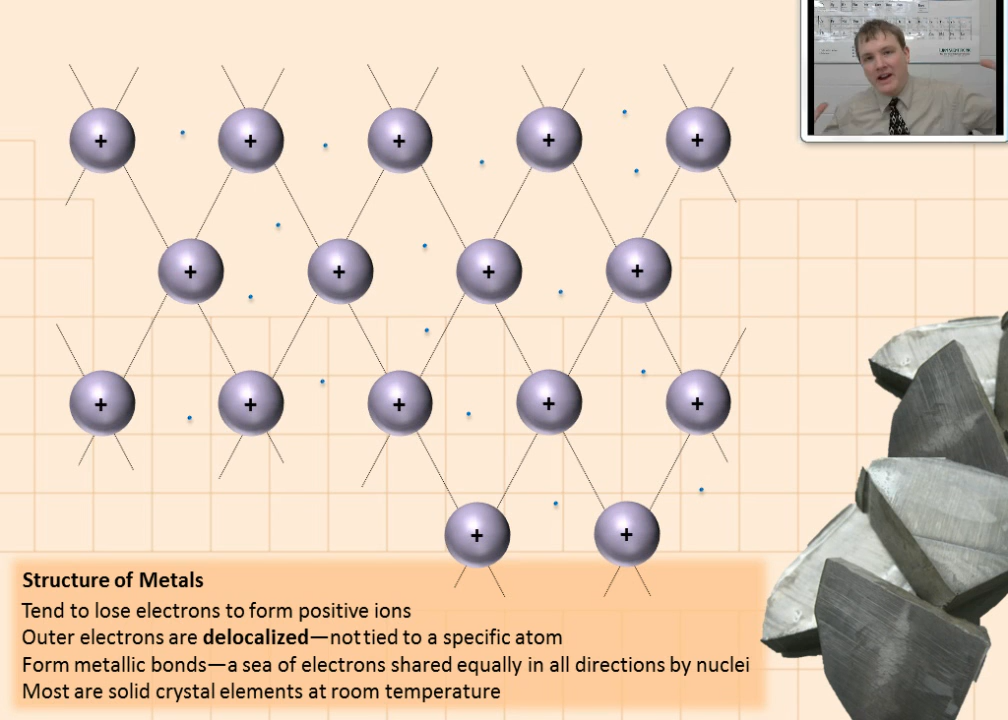 + + + + +
+ + + +
+ + + + +
+ +
Structure of Metals
Tend to lose electrons to form positive ions
Outer electrons are delocalized—not tied to a specific atom
Form metallic bonds—a sea of electrons shared equally in all directions by nuclei
Most are solid crystal elements at room temperature